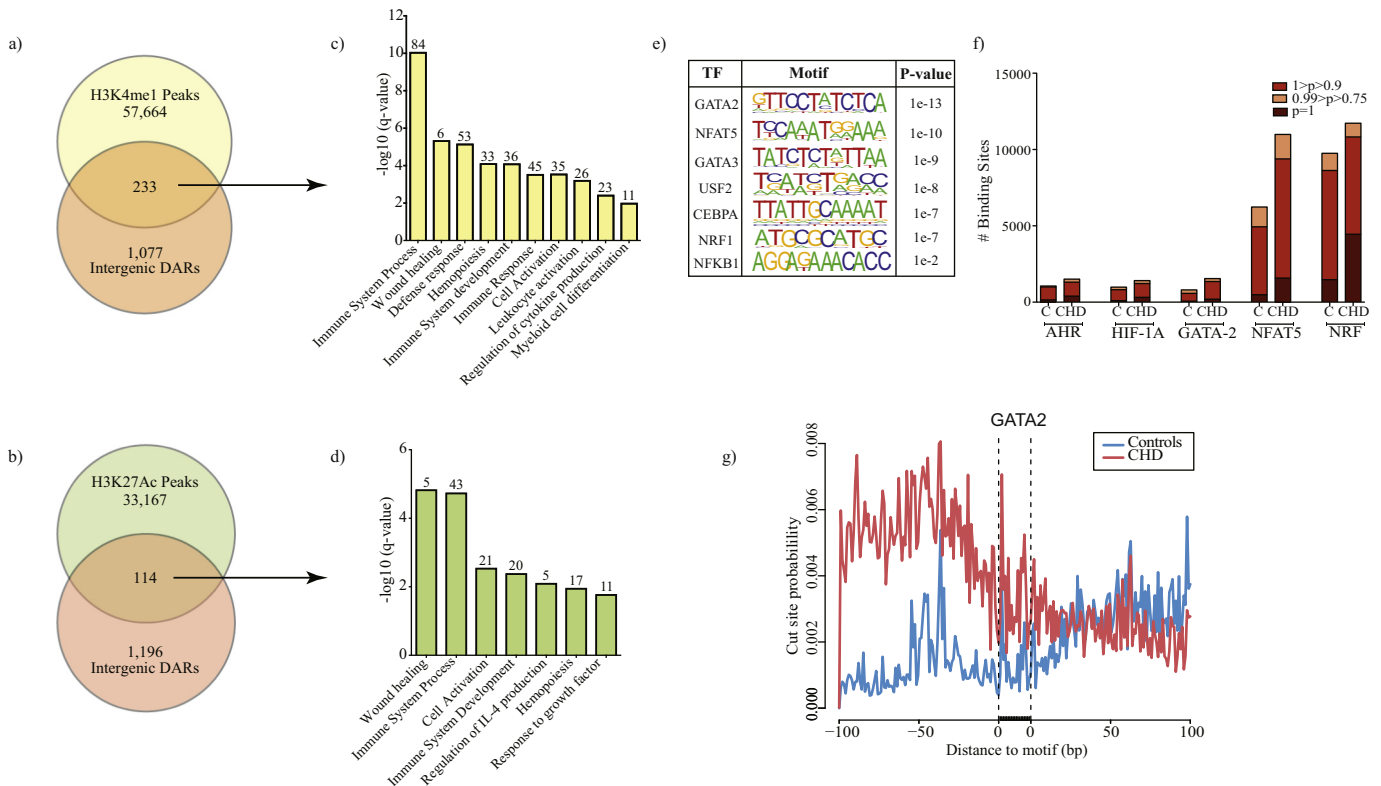 a)
H3K4me1 Peaks
57,664
233
1,077
Intergenic DARs
b)
H3K27Ac Peaks
33,167
114
1,196
Intergenic DARs
c)
-log10 (q-value)
12
10
8
6
4
2
0
84
6
53
33
36
45
35
26
23
11
Immune System Process
Wound healing
Defense response
Hemopoiesis
Immune System development
Immune Response
Cell Activation
Leukocyte activation
Regulation of cytokine production
Myeloid cell differentiation
d)
-log10 (q-value)
6
4
2
0
5
43
21
20
5
17
11
Wound healing
Immune System Process
Cell Activation
Immune System Development
Regulation of IL-4 production
Hemopoiesis
Response to growth factor
e)
TF Motif P-value
GATA2 GTTCCTATCTCA 1e-13
NFAT5 TCCAAATGGAAA 1e-10
GATA3 TATCTCTATTAA 1e-9
USF2 1e-8
CEBPA TTATTGCAAAAT 1e-7
NRF1 ATGCGCATGC 1e-7
NFKB1 AGGAGAAACACC 1e-2
f)
# Binding Sites
15000
10000
5000
0
1>p>0.9
0.99>p>0.75
p=1
C CHD C CHD C CHD C CHD C CHD
AHR HIF-1A GATA-2 NFAT5 NRF
g)
GATA2
Controls
CHD
Cut site probabilility
0.008
0.006
0.004
0.002
0.000
−100 −50 0 0 50 100
Distance to motif (bp)